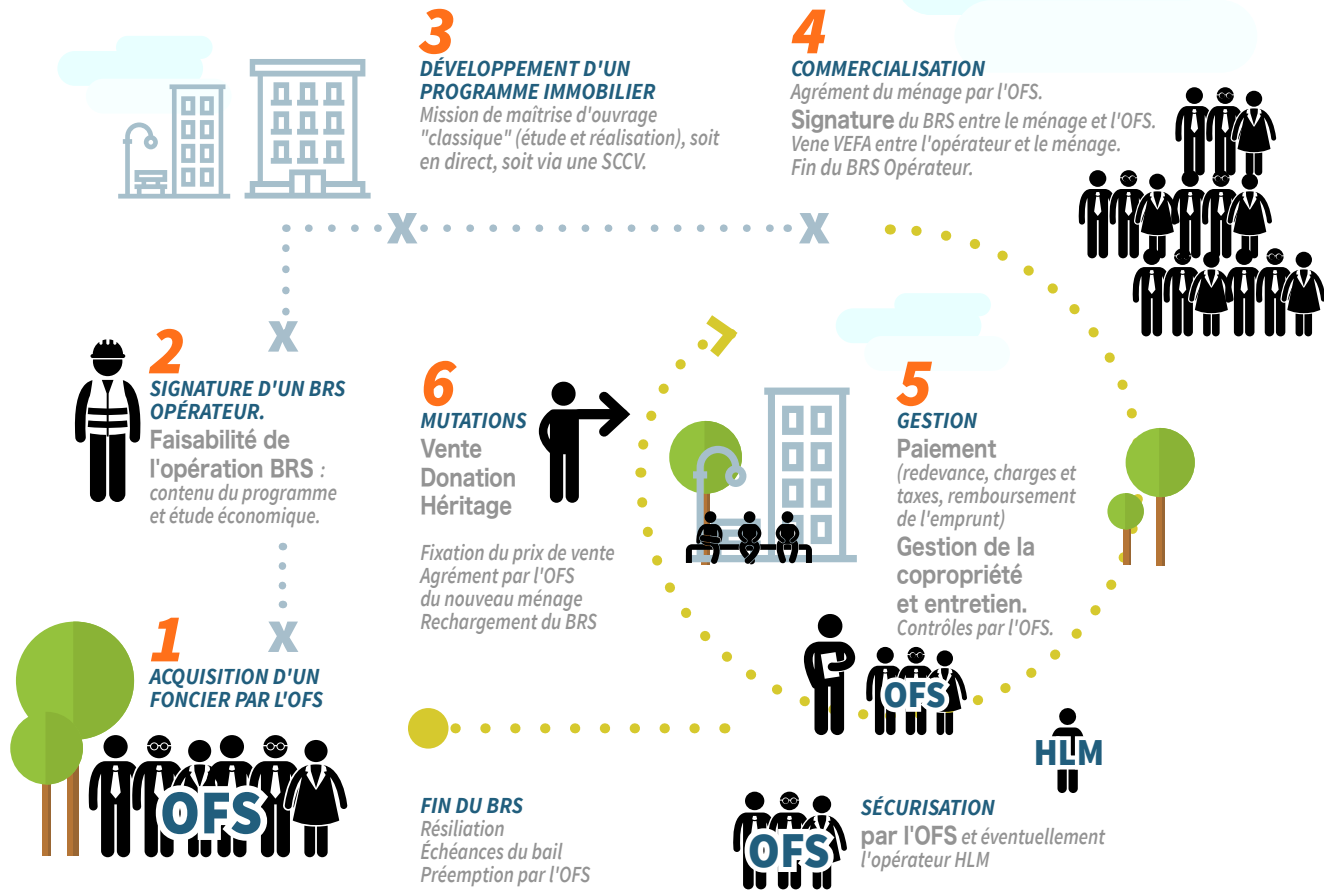 1
ACQUISITION D'UN
FONCIER PAR L'OFS
OFS
2
SIGNATURE D'UN BRS
OPÉRATEUR.
Faisabilité de
l'opération BRS :
contenu du programme
et étude économique.
3
DÉVELOPPEMENT D'UN
PROGRAMME IMMOBILIER
Mission de maîtrise d'ouvrage
"classique" (étude et réalisation), soit
en direct, soit via une SCCV.
4
COMMERCIALISATION
Agrément du ménage par l'OFS.
Signature du BRS entre le ménage et l'OFS.
Vene VEFA entre l'opérateur et le ménage.
Fin du BRS Opérateur.
5
GESTION
Paiement
(redevance, charges et
taxes, remboursement
de l'emprunt)
Gestion de la
copropriété
et entretien.
Contrôles par l'OFS.
OFS
6
MUTATIONS
Vente
Donation
Héritage
Fixation du prix de vente
Agrément par l'OFS
du nouveau ménage
Rechargement du BRS
FIN DU BRS
Résiliation
Échéances du bail
Préemption par l'OFS
HLM
OFS
SÉCURISATION
par l'OFS et éventuellement
l'opérateur HLM